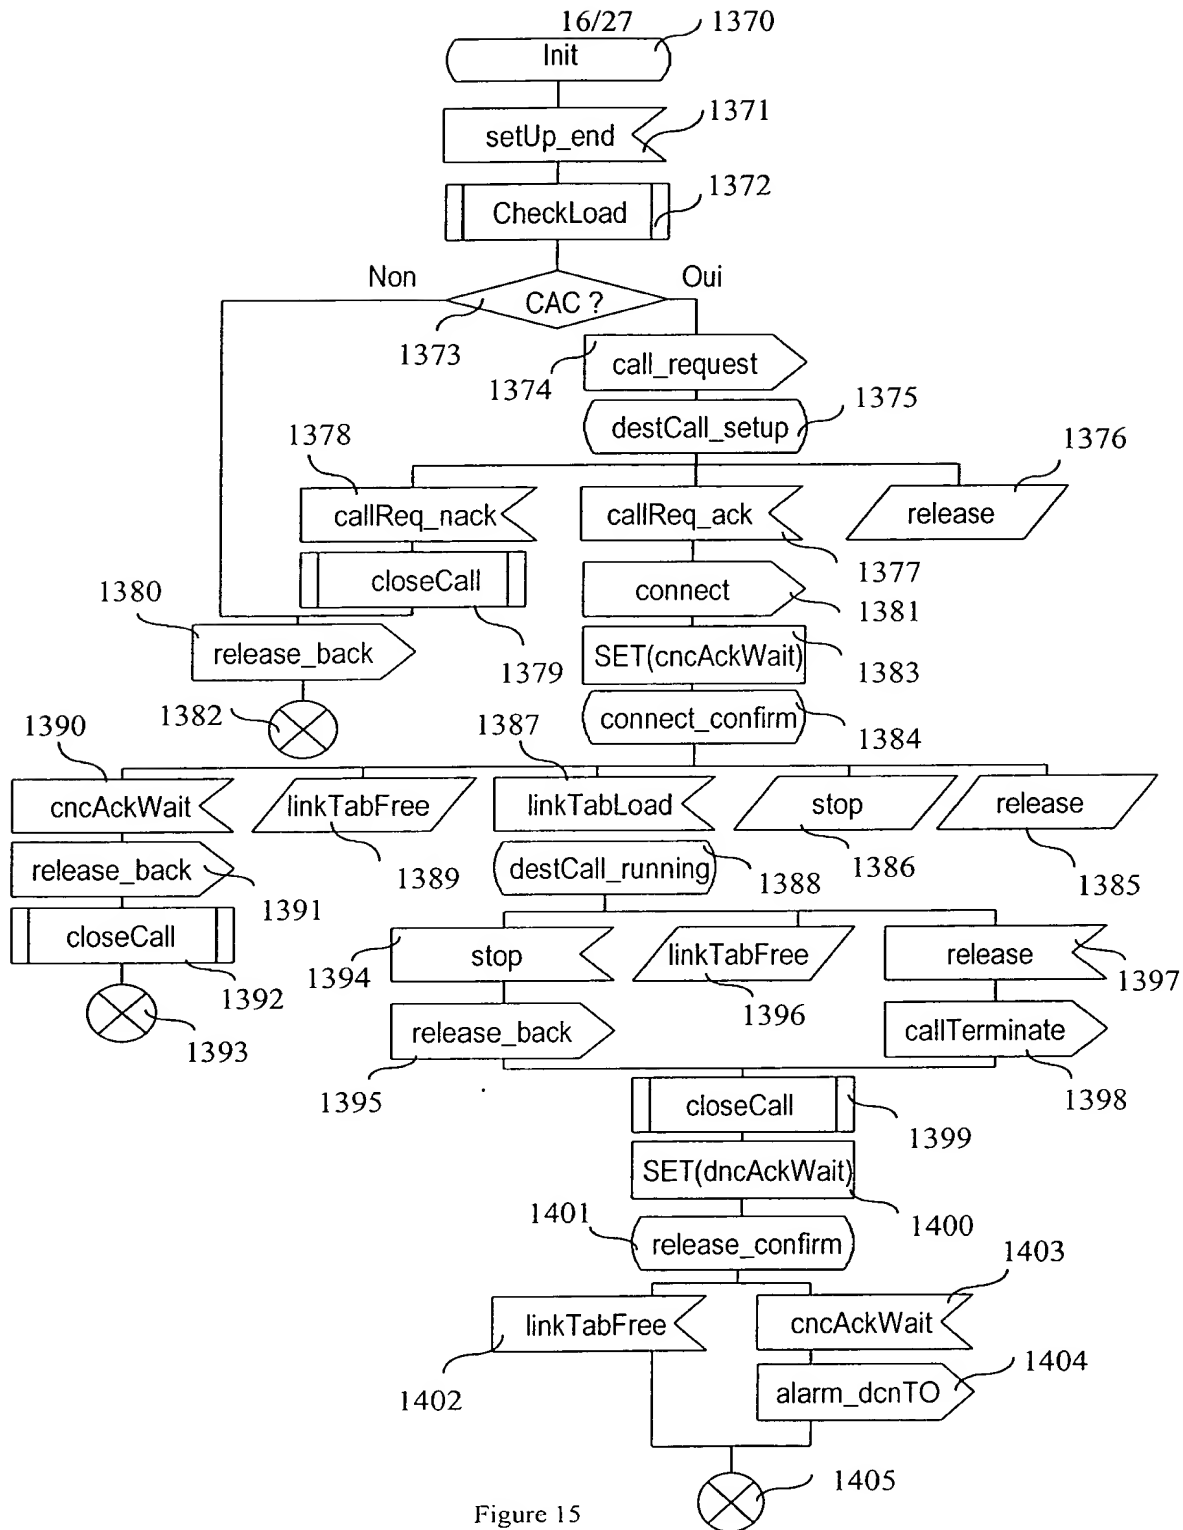 16/27
1370
Init
1371
setUp_end
1372
CheckLoad
Non
Oui
CAC ?
1373
1374
call_request
1375
destCall_setup
1378
1376
callReq_nack
callReq_ack
release
1377
closeCall
connect
1380
1381
release_back
1379
SET(cncAckWait)
1383
1382
connect_confirm
1384
1390
1387
cncAckWait
linkTabFree
linkTabLoad
stop
release
release_back
1391
1389
destCall_running
1388
1386
1385
closeCall
1392
1394
stop
linkTabFree
release
1397
1393
1396
release_back
callTerminate
1395
1398
closeCall
1399
SET(dncAckWait)
1400
1401
release_confirm
1403
linkTabFree
cncAckWait
1402
1404
alarm_dcnTO
1405
Figure 15